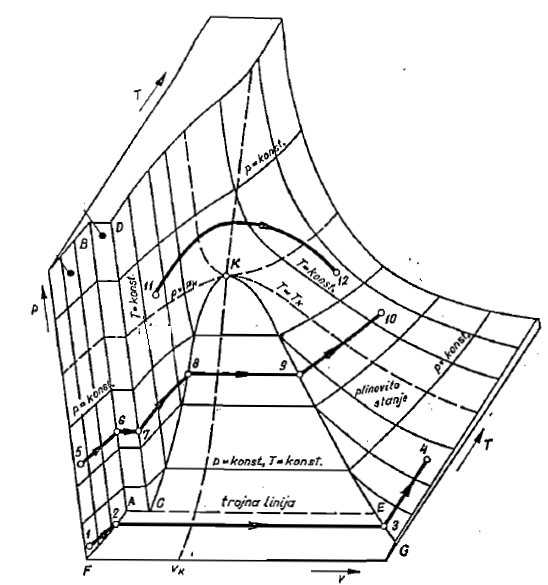 T
p = konst.
B
D
K
12
11
p = pₖ
T = konst.
T = konst.
T = Tₖ
P
10
8
9
p = konst.
plinovito
stanje
p = konst.
6
7
5
4
T
p = konst, T = konst.
A
C
trojna linija
E
1
2
3
G
F
vₖ
v